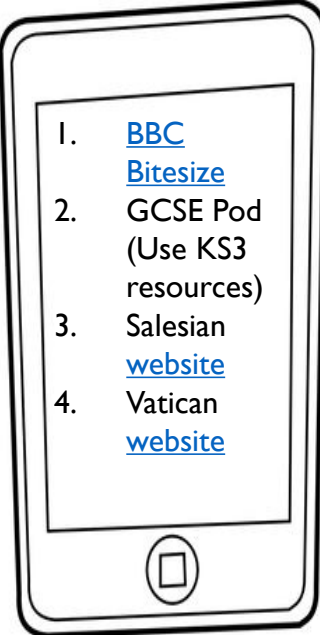 1. BBC
Bitesize
2. GCSE Pod
(Use KS3
resources)
3. Salesian
website
4. Vatican
website